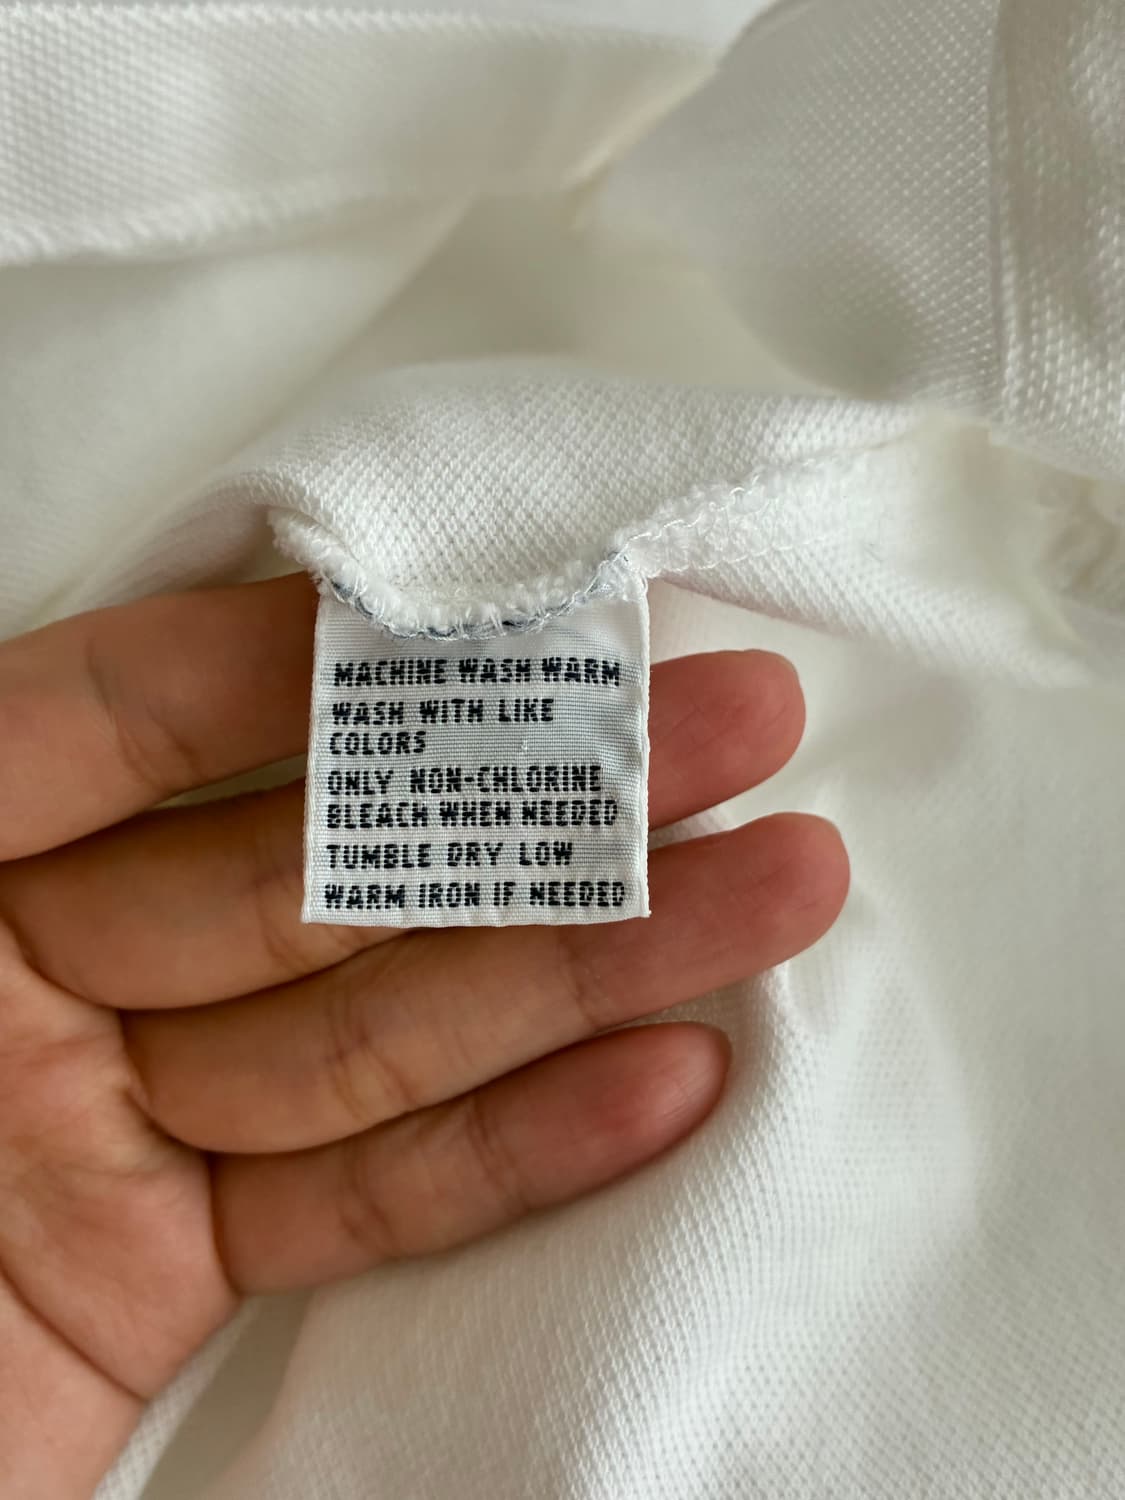 MACHINE WASH WARM
WASH WITH LIKE
COLORS
ONLY NON-CHLORINE
BLEACH WHEN NEEDED
TUMBLE DRY LOW
WARM IRON IF NEEDED